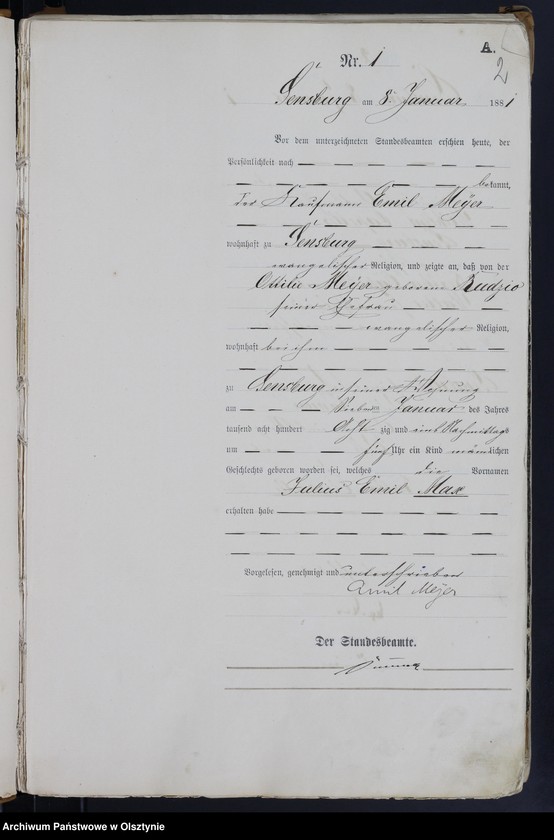 A.
2
Nr. 1
Sensburg am 8. Januar 1881
Vor dem unterzeichneten Standesbeamten erschien heute, der
Persönlichkeit nach
bekannt,
der Kaufmann Emil Meyer
wohnhaft zu Sensburg
evangelischer Religion, und zeigte an, daß von der
Ottilie Meyer geborene Rudzio
seiner Ehefrau
evangelischer Religion,
wohnhaft bei ihm
zu Sensburg in seiner Wohnung
am Sieben Januar des Jahres
tausend acht hundert Acht zig und eins Nachmittags
um fünf Uhr ein Kind männlichen
Geschlechts geboren worden sei, welches die Vornamen
Julius Emil Max
erhalten habe
Vorgelesen, genehmigt und unterschrieben
Emil Meyer
Der Standesbeamte.
Archiwum Państwowe w Olsztynie